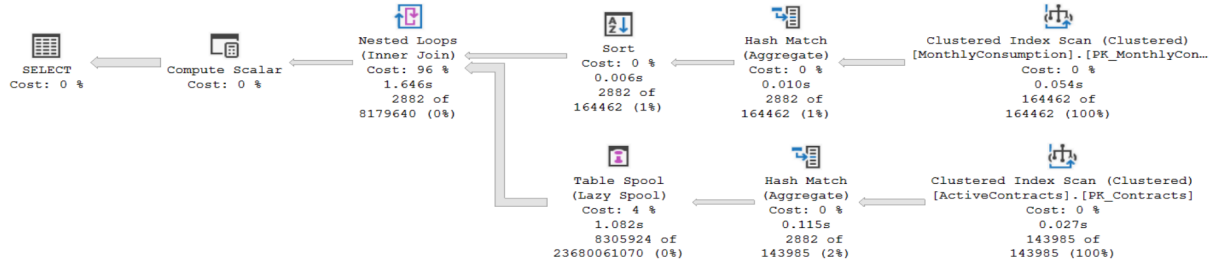 SELECT
Cost: 0 %
Compute Scalar
Cost: 0 %
Nested Loops
(Inner Join)
Cost: 96 %
1.646s
2882 of
8179640 (0%)
Sort
Cost: 0 %
0.006s
2882 of
164462 (1%)
Hash Match
(Aggregate)
Cost: 0 %
0.010s
2882 of
164462 (1%)
Clustered Index Scan (Clustered)
[MonthlyConsumption].[PK_MonthlyCon…
Cost: 0 %
0.054s
164462 of
164462 (100%)
Table Spool
(Lazy Spool)
Cost: 4 %
1.082s
8305924 of
23680061070 (0%)
Hash Match
(Aggregate)
Cost: 0 %
0.115s
2882 of
143985 (2%)
Clustered Index Scan (Clustered)
[ActiveContracts].[PK_Contracts]
Cost: 0 %
0.027s
143985 of
143985 (100%)